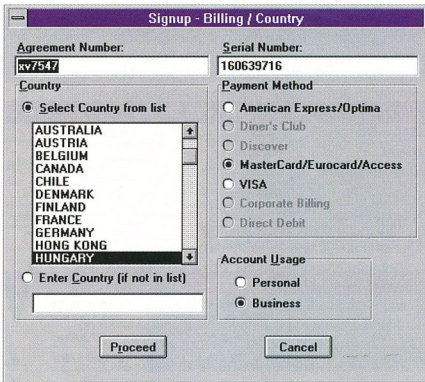 Signup - Billing / Country
Agreement Number:
xv7547
Serial Number:
160639716
Country
Select Country from list
AUSTRALIA
AUSTRIA
BELGIUM
CANADA
CHILE
DENMARK
FINLAND
FRANCE
GERMANY
HONG KONG
HUNGARY
Enter Country (if not in list)
Payment Method
American Express/Optima
Diner's Club
Discover
MasterCard/Eurocard/Access
VISA
Corporate Billing
Direct Debit
Account Usage
Personal
Business
Proceed
Cancel